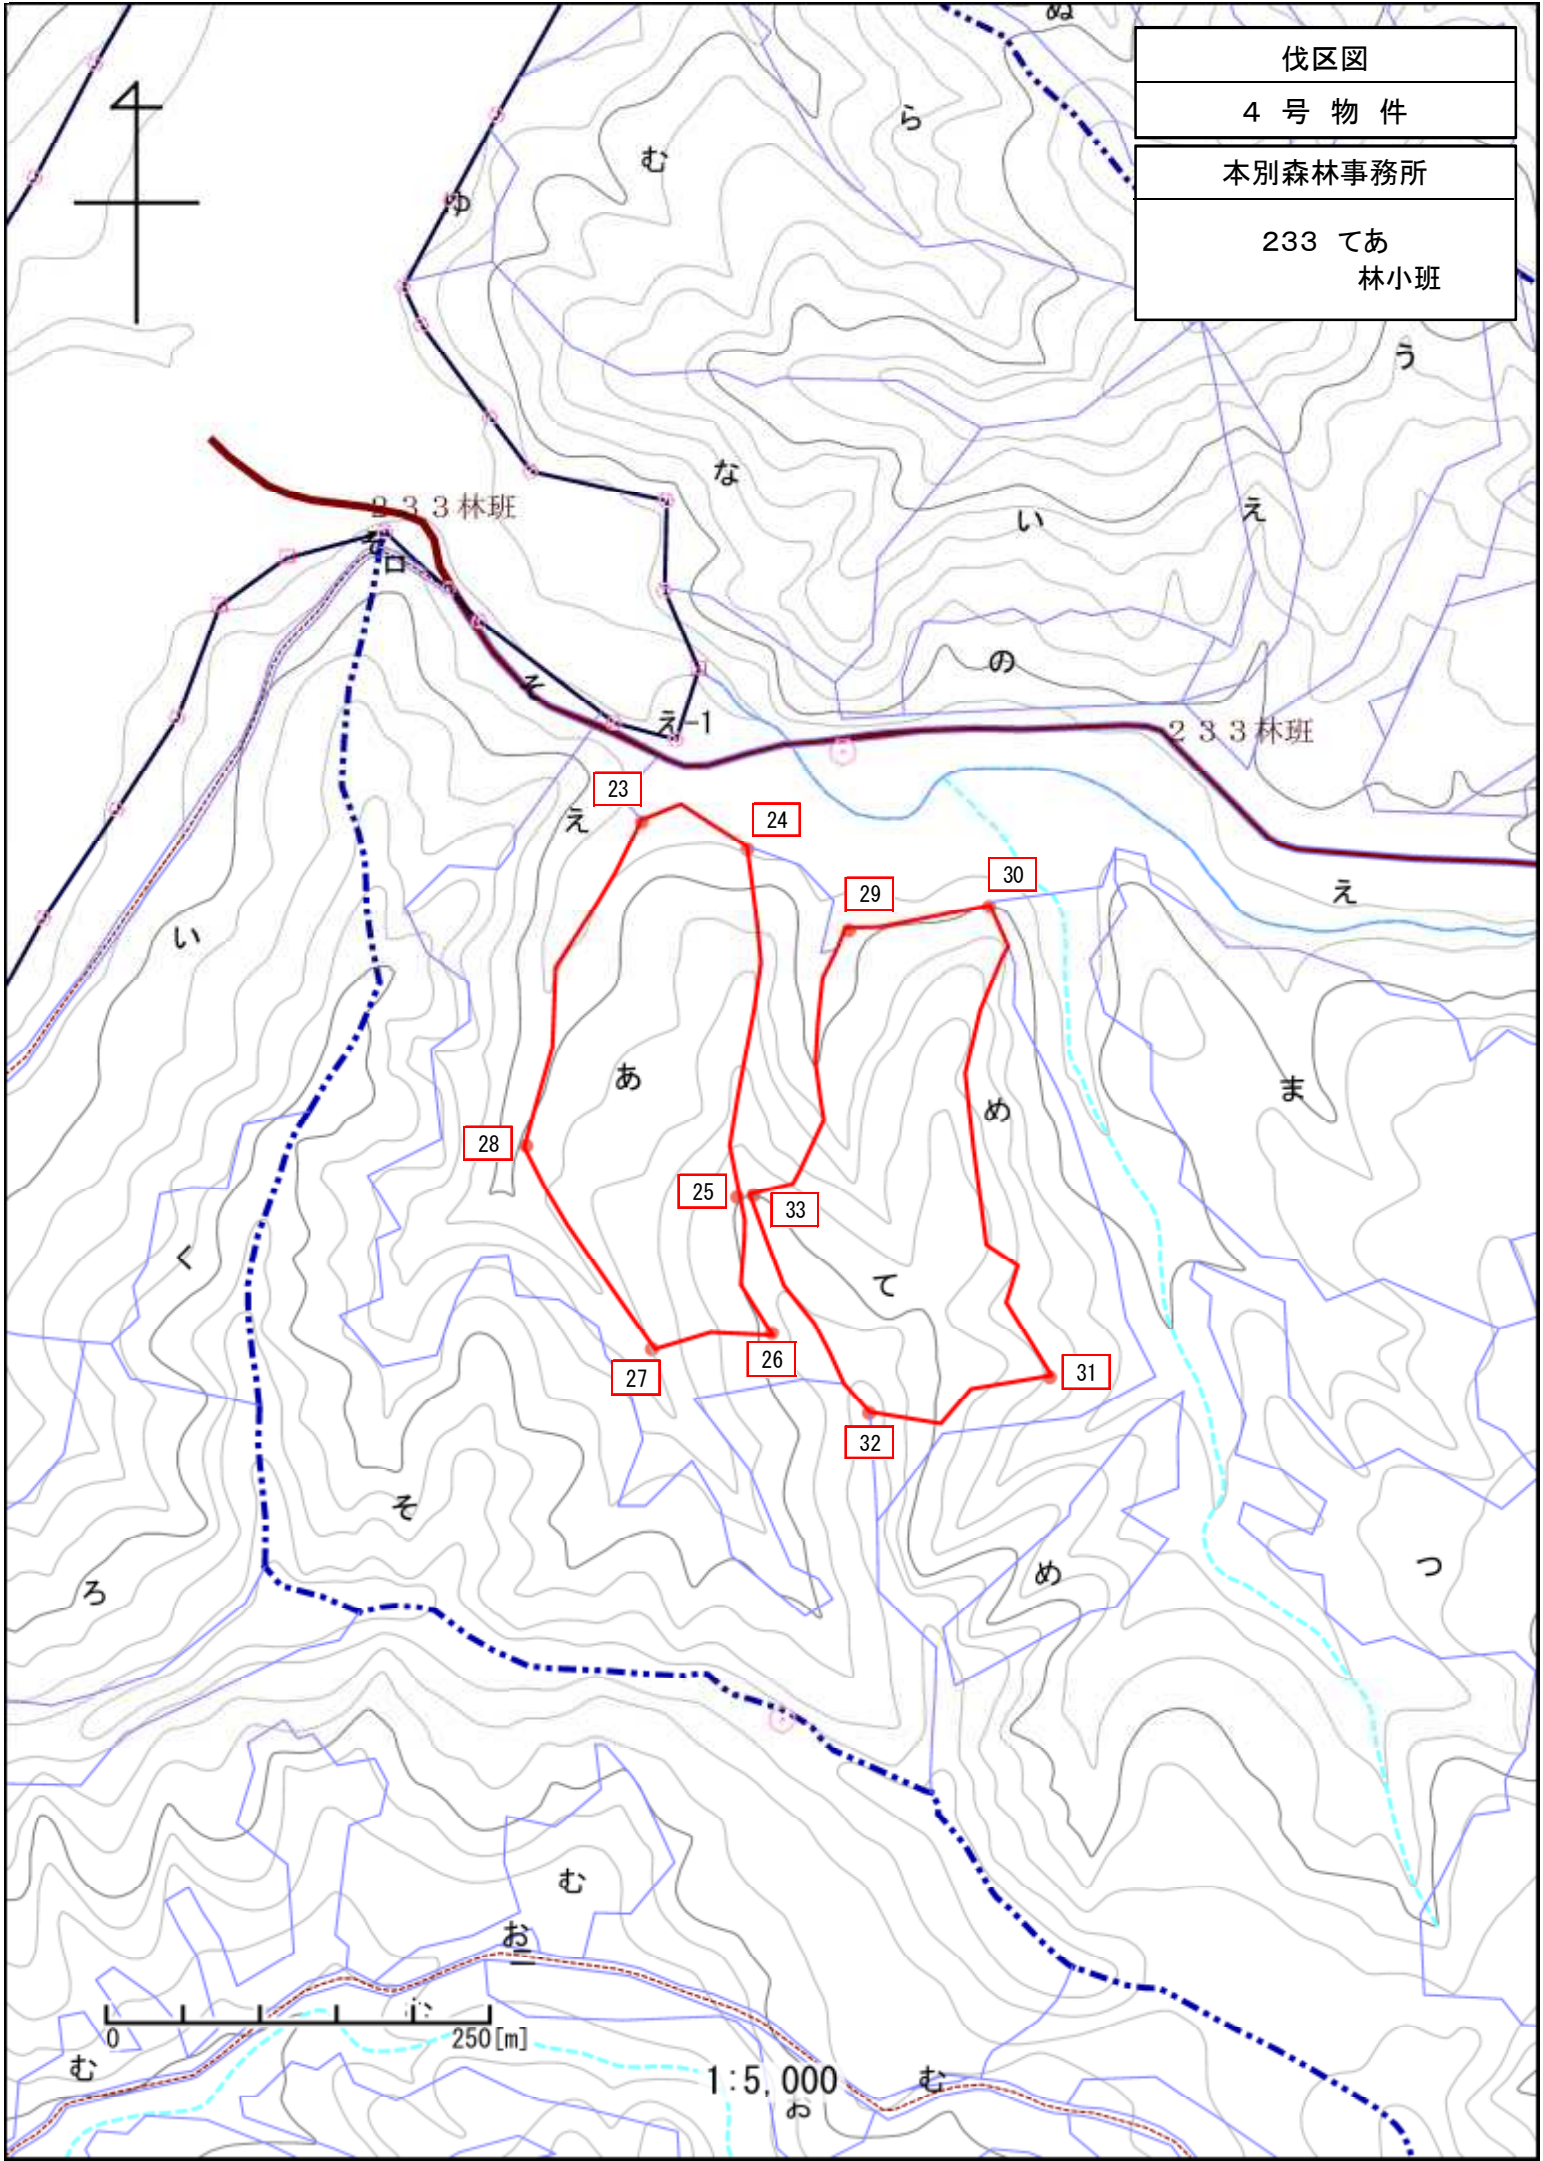 ぬ
伐区図
4 号 物 件
本別森林事務所
233 てあ
林小班
ら
む
ゆ
う
な
233林班
い
え
そ
ロ
の
そ
え-1
233林班
23
え
24
30
29
え
い
あ
ま
め
28
25
33
く
て
26
27
31
32
そ
め
つ
ろ
む
お
0
250[m]
む
1:5,000
む
お